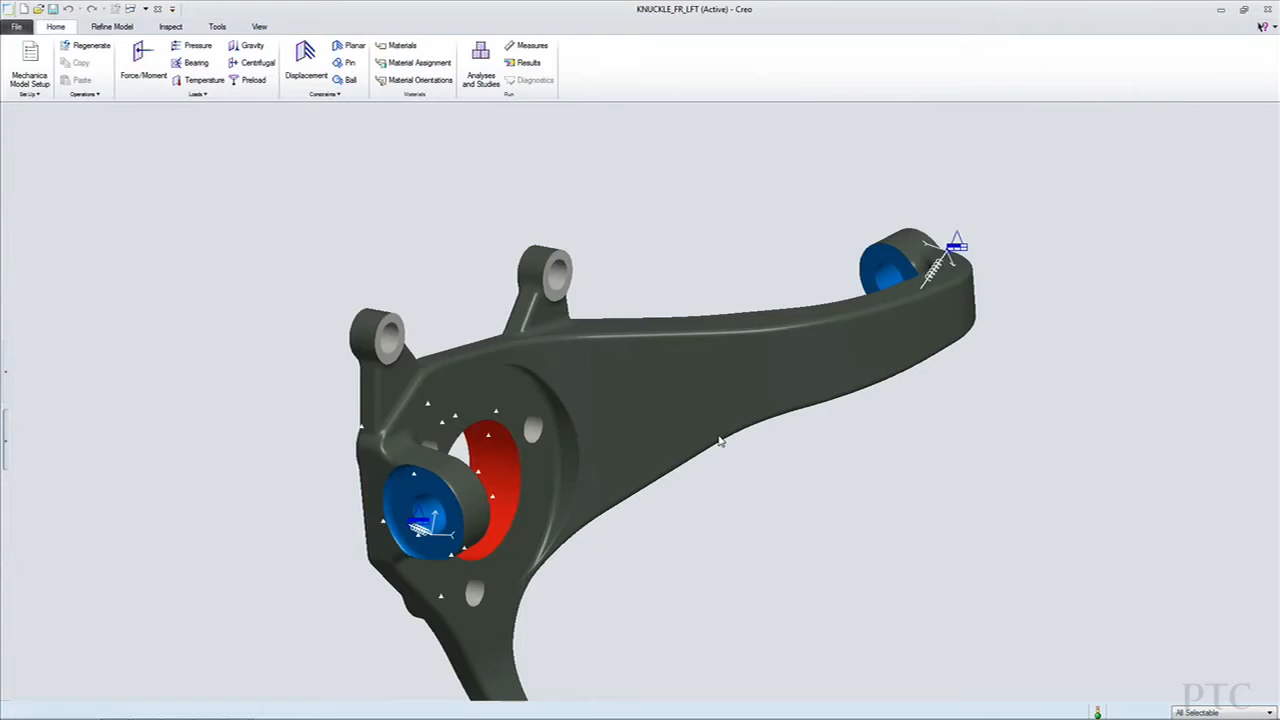 KNUCKLE_FR_LFT (Active) - Creo
File Home Refine Model Inspect Tools View
Mechanica Model Setup
Set Up
Regenerate
Copy
Paste
Operations
Force/Moment
Pressure
Bearing
Temperature
Gravity
Centrifugal
Preload
Loads
Displacement
Planar
Pin
Ball
Constraints
Materials
Material Assignment
Material Orientations
Materials
Analyses and Studies
Measures
Results
Diagnostics
Run
PTC
All Selectable